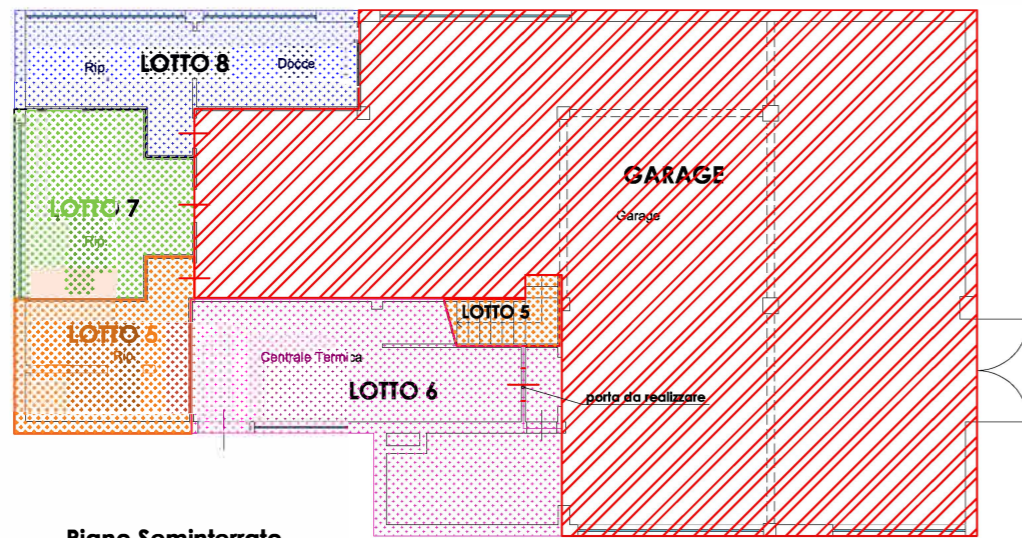 Rip.
LOTTO 8
Docce
GARAGE
Garage
LOTTO 7
Rip.
LOTTO 5
LOTTO 5
Rip.
Centrale Termica
LOTTO 6
porta da realizzare
Piano Seminterrato